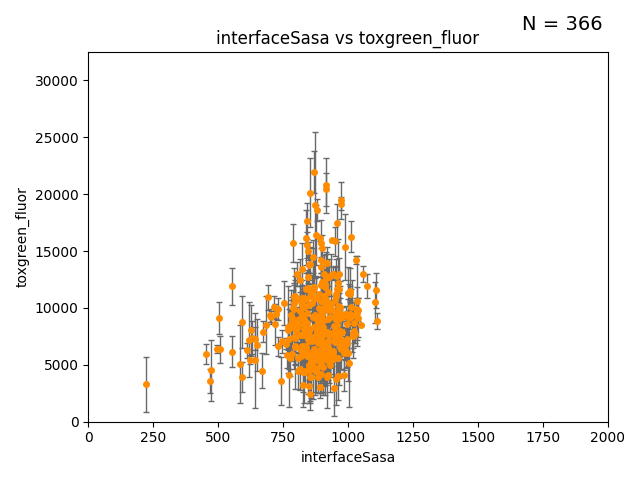 N = 366
interfaceSasa vs toxgreen_fluor
toxgreen_fluor
30000
25000
20000
15000
10000
5000
0
0 250 500 750 1000 1250 1500 1750 2000
interfaceSasa